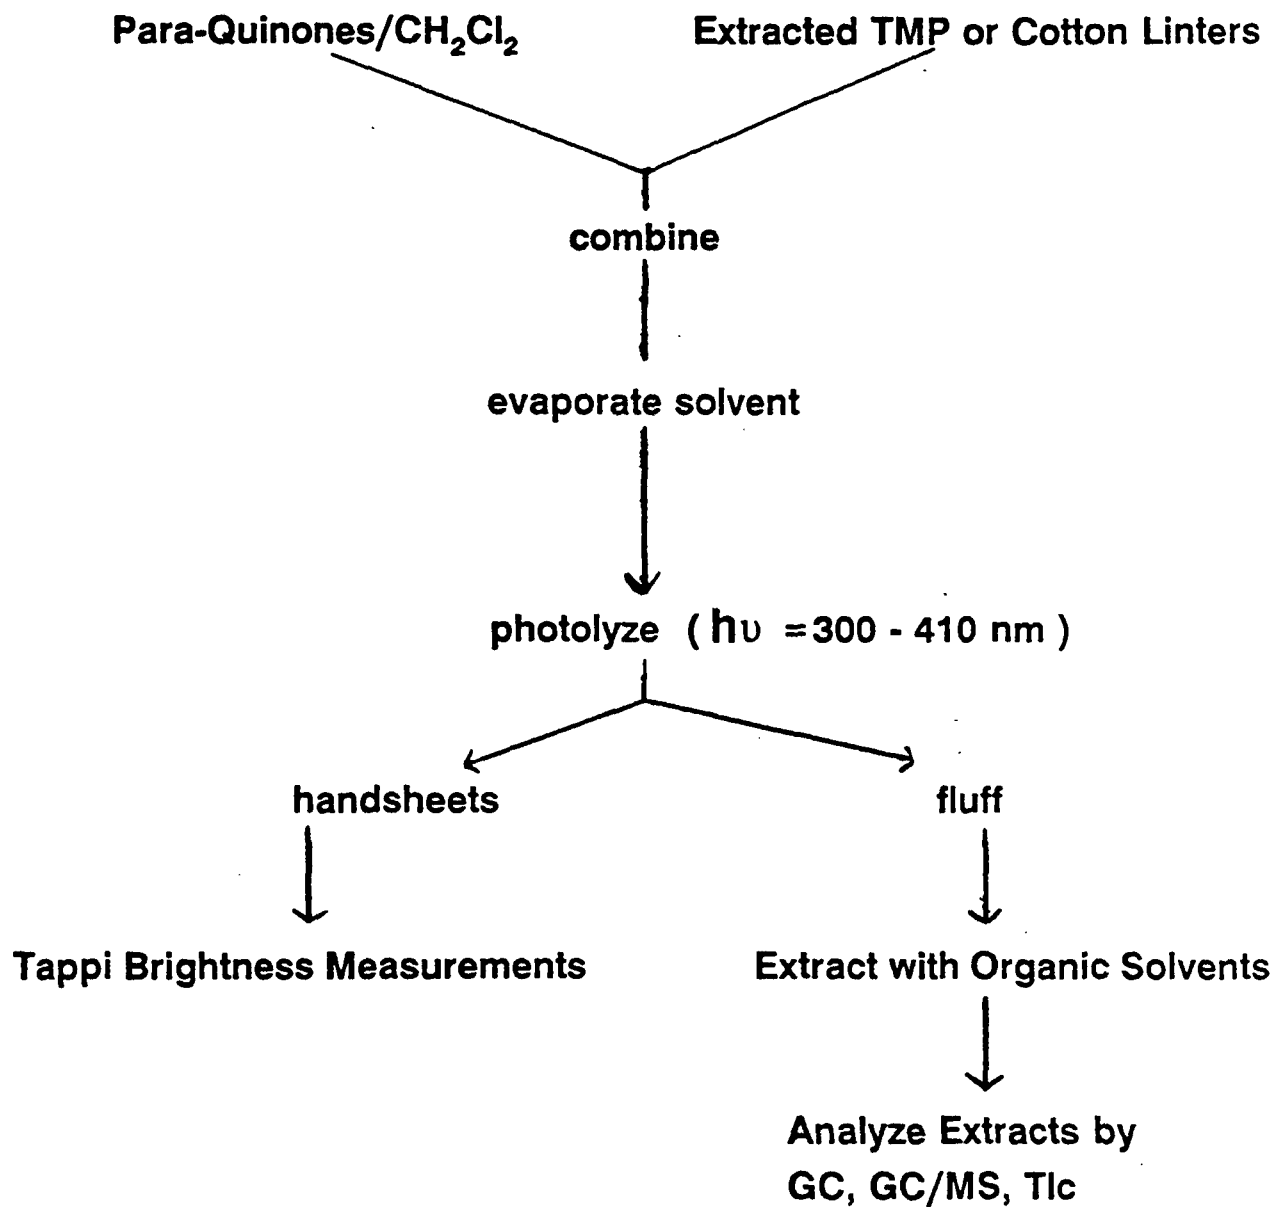 Para-Quinones/CH₂Cl₂
Extracted TMP or Cotton Linters
combine
evaporate solvent
photolyze ( hυ =300 - 410 nm )
handsheets
fluff
Tappi Brightness Measurements
Extract with Organic Solvents
Analyze Extracts by
GC, GC/MS, Tlc